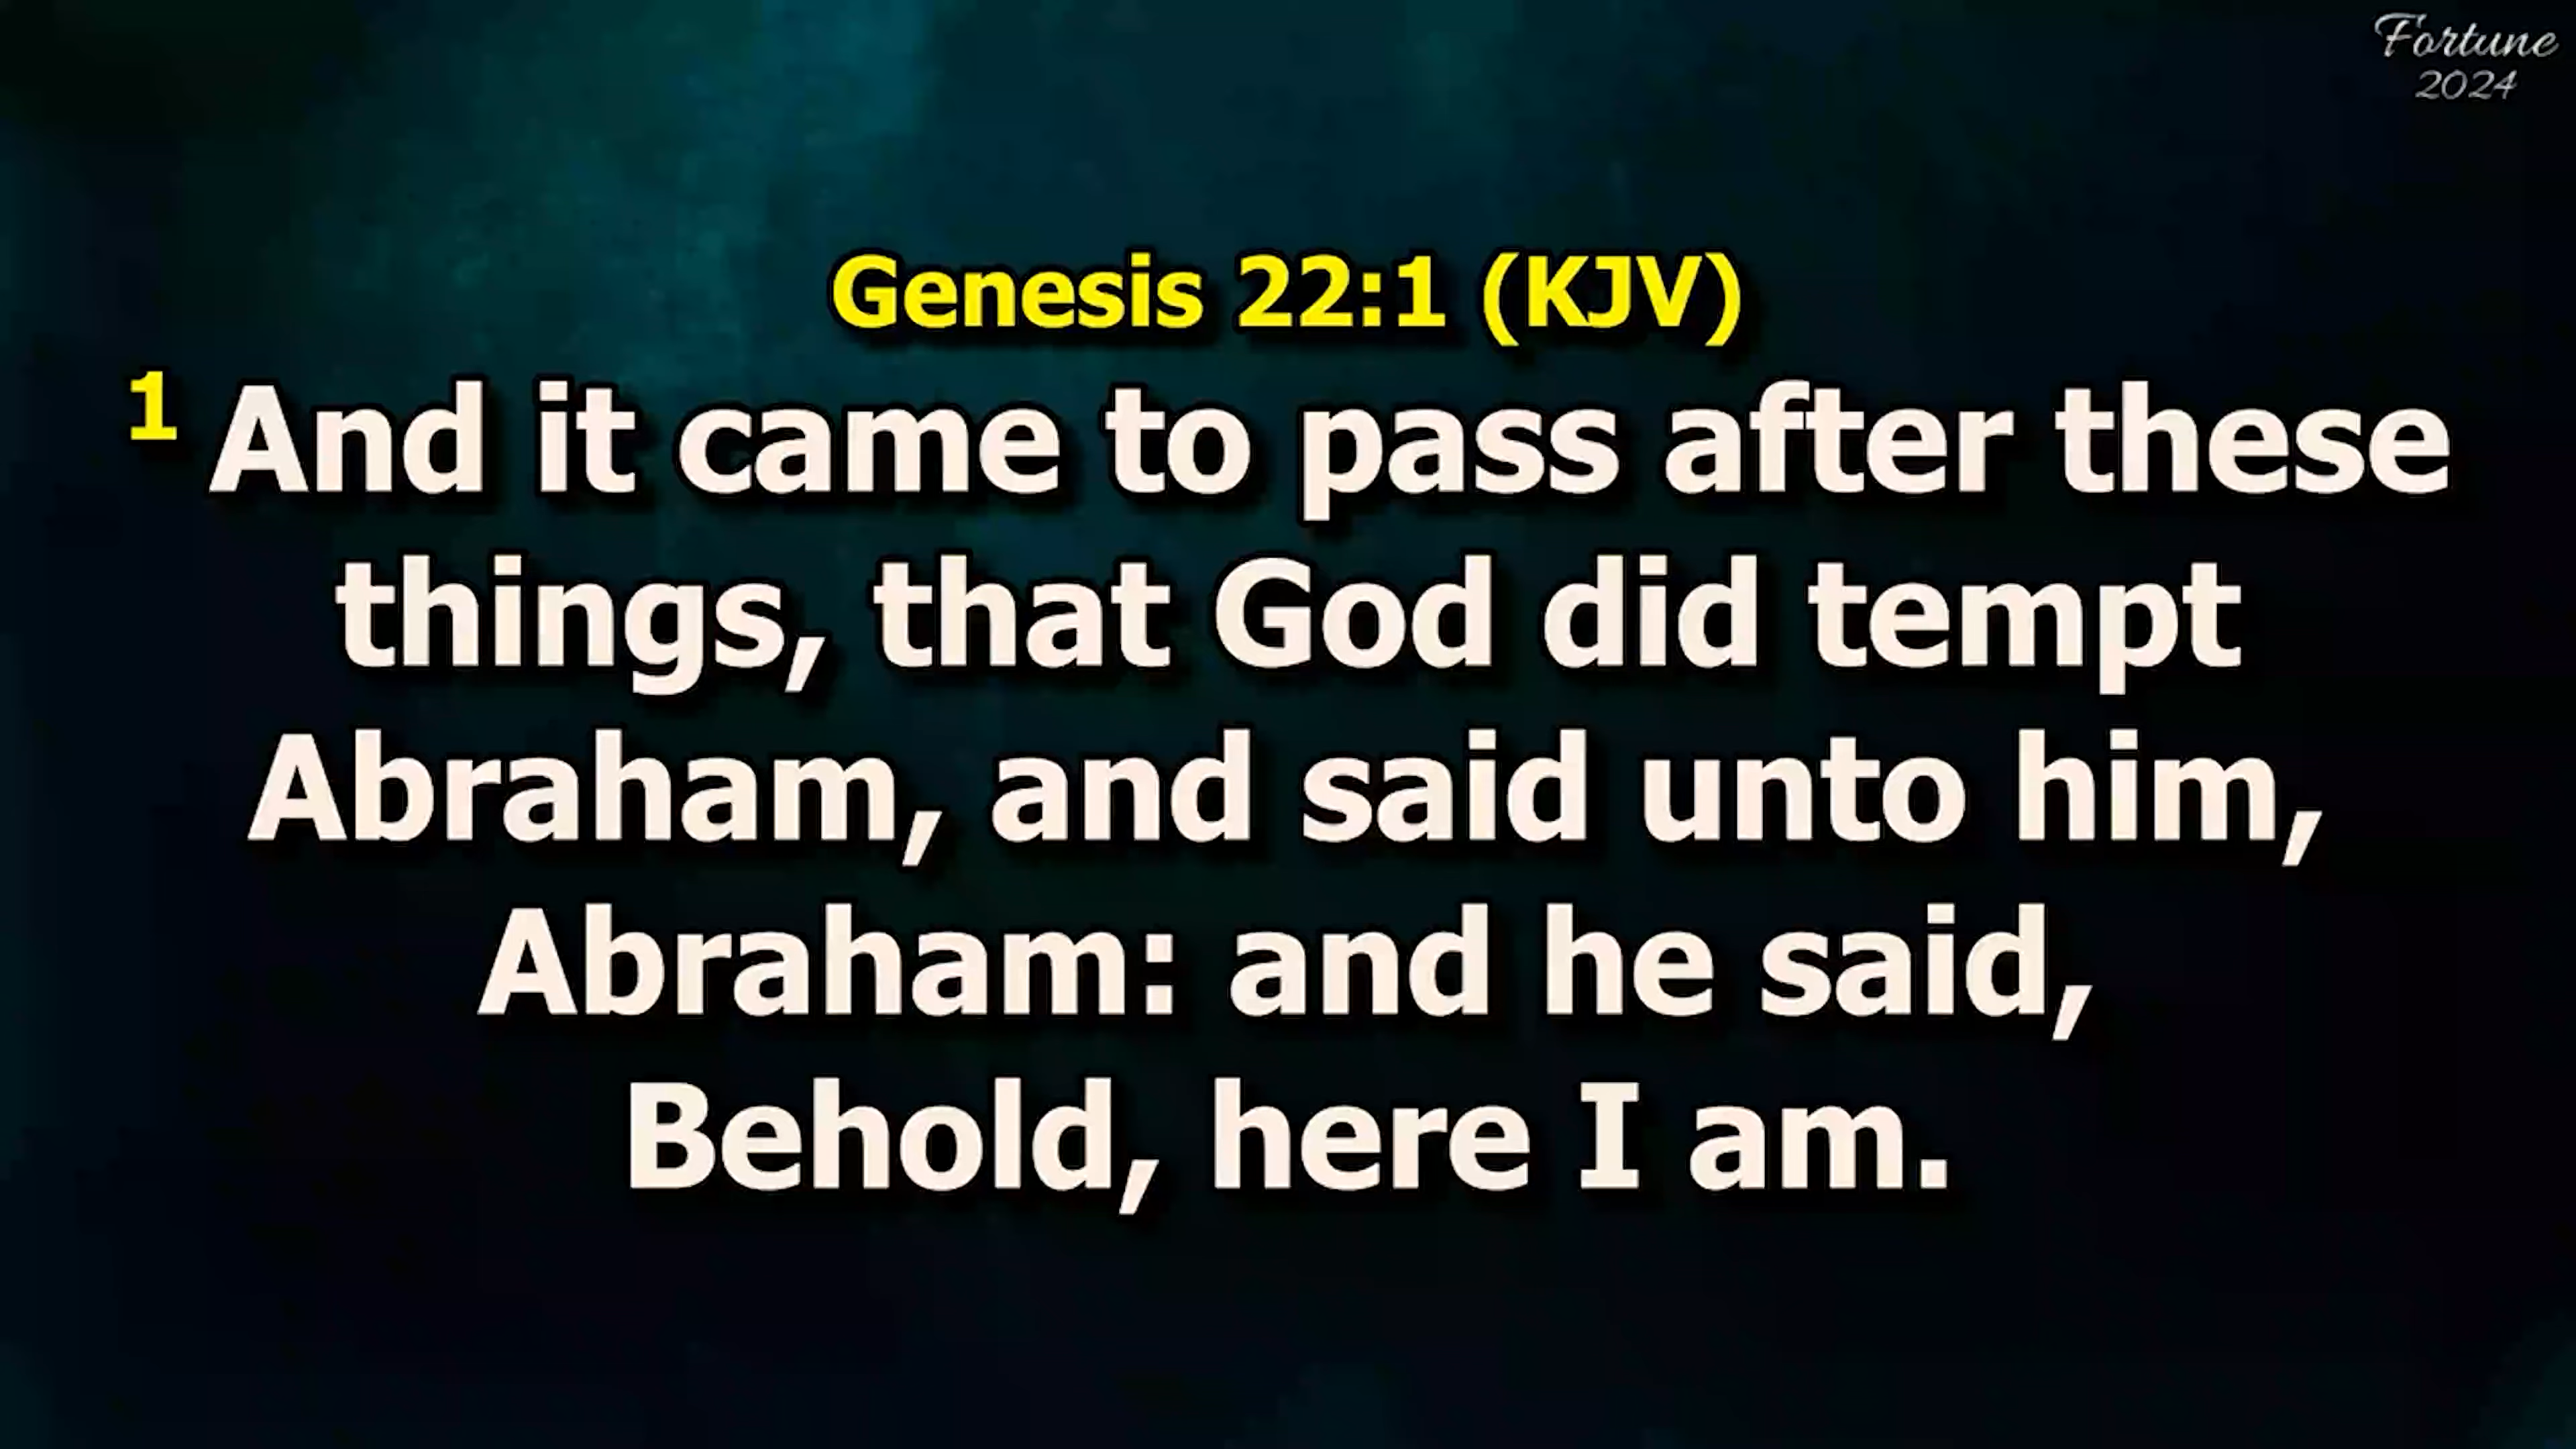 Fortune
2024
Genesis 22:1 (KJV)
1 And it came to pass after these
things, that God did tempt
Abraham, and said unto him,
Abraham: and he said,
Behold, here I am.